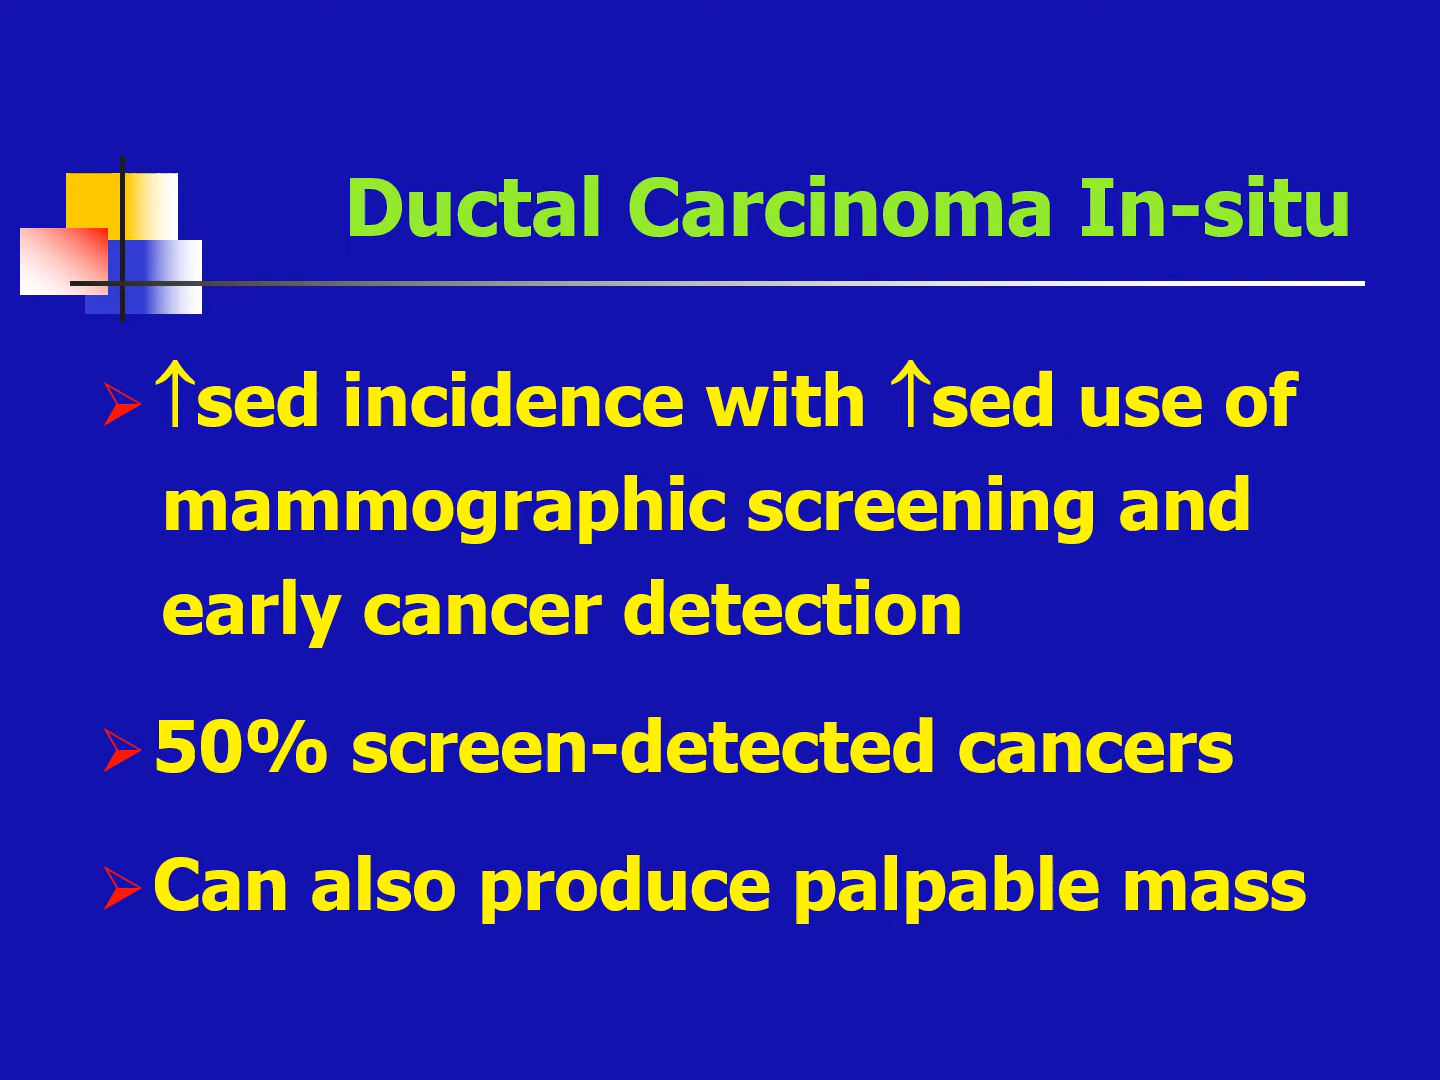 Ductal Carcinoma In-situ
↑sed incidence with ↑sed use of
mammographic screening and
early cancer detection
50% screen-detected cancers
Can also produce palpable mass